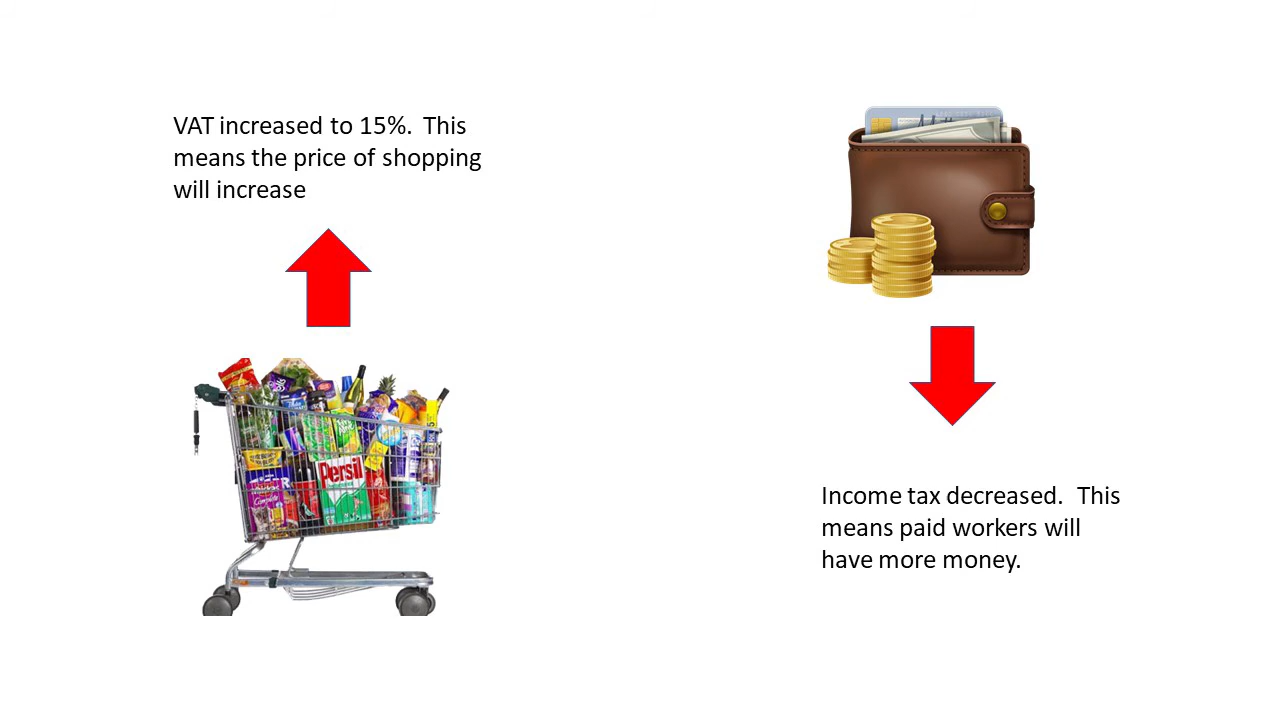 VAT increased to 15%.  This
means the price of shopping
will increase
Persil
Income tax decreased.  This
means paid workers will
have more money.